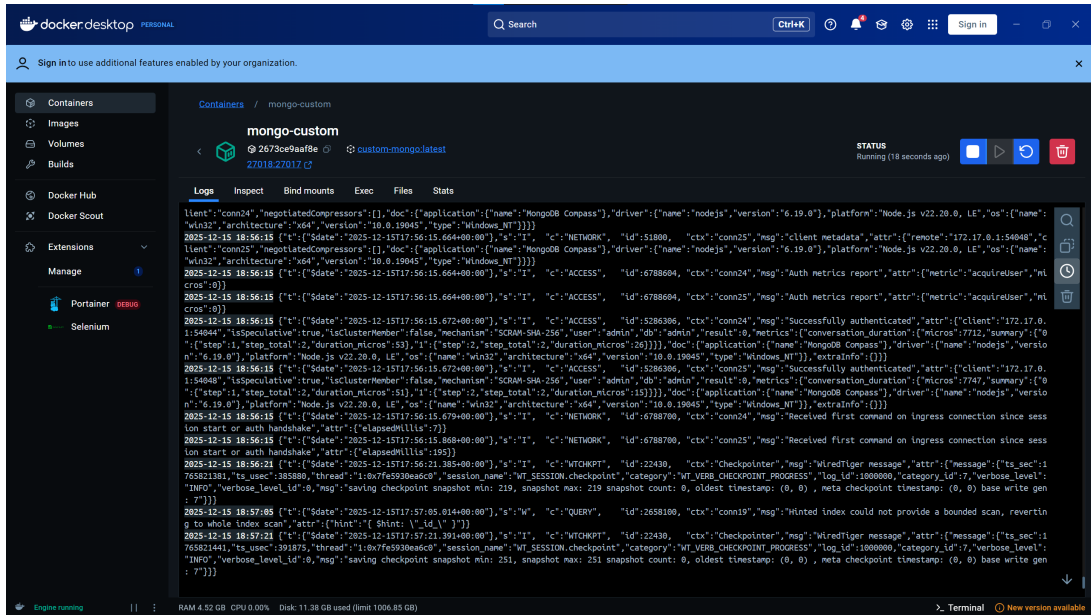 docker.desktop PERSONAL
Search
Ctrl+K
4
Sign in
Sign in to use additional features enabled by your organization.
Containers
Images
Volumes
Builds
Docker Hub
Docker Scout
Extensions
Manage
1
Portainer DEBUG
Selenium
Containers / mongo-custom
mongo-custom
2673ce9aaf8e custom-mongo:latest
27018:27017
STATUS
Running (18 seconds ago)
Logs Inspect Bind mounts Exec Files Stats
lient":"conn24","negotiatedCompressors":[],"doc":{"application":{"name":"MongoDB Compass"},"driver":{"name":"nodejs","version":"6.19.0"},"platform":"Node.js v22.20.0, LE","os":{"name":
"win32","architecture":"x64","version":"10.0.19045","type":"Windows_NT"}}}}
2025-12-15 18:56:15 {"t":{"$date":"2025-12-15T17:56:15.664+00:00"},"s":"I", "c":"NETWORK", "id":51800, "ctx":"conn25","msg":"client metadata","attr":{"remote":"172.17.0.1:54048","c
lient":"conn25","negotiatedCompressors":[],"doc":{"application":{"name":"MongoDB Compass"},"driver":{"name":"nodejs","version":"6.19.0"},"platform":"Node.js v22.20.0, LE","os":{"name":
"win32","architecture":"x64","version":"10.0.19045","type":"Windows_NT"}}}}
2025-12-15 18:56:15 {"t":{"$date":"2025-12-15T17:56:15.664+00:00"},"s":"I", "c":"ACCESS", "id":6788604, "ctx":"conn24","msg":"Auth metrics report","attr":{"metric":"acquireUser","mi
cros":0}}
2025-12-15 18:56:15 {"t":{"$date":"2025-12-15T17:56:15.664+00:00"},"s":"I", "c":"ACCESS", "id":6788604, "ctx":"conn25","msg":"Auth metrics report","attr":{"metric":"acquireUser","mi
cros":0}}
2025-12-15 18:56:15 {"t":{"$date":"2025-12-15T17:56:15.672+00:00"},"s":"I", "c":"ACCESS", "id":5286306, "ctx":"conn24","msg":"Successfully authenticated","attr":{"client":"172.17.0.
1:54044","isSpeculative":true,"isClusterMember":false,"mechanism":"SCRAM-SHA-256","user":"admin","db":"admin","result":0,"metrics":{"conversation_duration":{"micros":7712,"summary":{"0
":{"step":1,"step_total":2,"duration_micros":53},"1":{"step":2,"step_total":2,"duration_micros":26}}}},"doc":{"application":{"name":"MongoDB Compass"},"driver":{"name":"nodejs","versio
n":"6.19.0"},"platform":"Node.js v22.20.0, LE","os":{"name":"win32","architecture":"x64","version":"10.0.19045","type":"Windows_NT"}},"extraInfo":{}}}
2025-12-15 18:56:15 {"t":{"$date":"2025-12-15T17:56:15.672+00:00"},"s":"I", "c":"ACCESS", "id":5286306, "ctx":"conn25","msg":"Successfully authenticated","attr":{"client":"172.17.0.
1:54048","isSpeculative":true,"isClusterMember":false,"mechanism":"SCRAM-SHA-256","user":"admin","db":"admin","result":0,"metrics":{"conversation_duration":{"micros":7747,"summary":{"0
":{"step":1,"step_total":2,"duration_micros":51},"1":{"step":2,"step_total":2,"duration_micros":15}}}},"doc":{"application":{"name":"MongoDB Compass"},"driver":{"name":"nodejs","versio
n":"6.19.0"},"platform":"Node.js v22.20.0, LE","os":{"name":"win32","architecture":"x64","version":"10.0.19045","type":"Windows_NT"}},"extraInfo":{}}}
2025-12-15 18:56:15 {"t":{"$date":"2025-12-15T17:56:15.679+00:00"},"s":"I", "c":"NETWORK", "id":6788700, "ctx":"conn24","msg":"Received first command on ingress connection since sess
ion start or auth handshake","attr":{"elapsedMillis":7}}
2025-12-15 18:56:15 {"t":{"$date":"2025-12-15T17:56:15.868+00:00"},"s":"I", "c":"NETWORK", "id":6788700, "ctx":"conn25","msg":"Received first command on ingress connection since sess
ion start or auth handshake","attr":{"elapsedMillis":195}}
2025-12-15 18:56:21 {"t":{"$date":"2025-12-15T17:56:21.385+00:00"},"s":"I", "c":"WTCHKPT", "id":22430, "ctx":"Checkpointer","msg":"WiredTiger message","attr":{"message":{"ts_sec":1
765821381,"ts_usec":385880,"thread":"1:0x7fe5930ea6c0","session_name":"WT_SESSION.checkpoint","category":"WT_VERB_CHECKPOINT_PROGRESS","log_id":1000000,"category_id":7,"verbose_level":
"INFO","verbose_level_id":0,"msg":"saving checkpoint snapshot min: 219, snapshot max: 219 snapshot count: 0, oldest timestamp: (0, 0) , meta checkpoint timestamp: (0, 0) base write gen
: 7"}}}
2025-12-15 18:57:05 {"t":{"$date":"2025-12-15T17:57:05.014+00:00"},"s":"W", "c":"QUERY", "id":2658100, "ctx":"conn19","msg":"Hinted index could not provide a bounded scan, revertin
g to whole index scan","attr":{"hint":"{ $hint: \"_id_\" }"}}
2025-12-15 18:57:21 {"t":{"$date":"2025-12-15T17:57:21.391+00:00"},"s":"I", "c":"WTCHKPT", "id":22430, "ctx":"Checkpointer","msg":"WiredTiger message","attr":{"message":{"ts_sec":1
765821441,"ts_usec":391875,"thread":"1:0x7fe5930ea6c0","session_name":"WT_SESSION.checkpoint","category":"WT_VERB_CHECKPOINT_PROGRESS","log_id":1000000,"category_id":7,"verbose_level":
"INFO","verbose_level_id":0,"msg":"saving checkpoint snapshot min: 251, snapshot max: 251 snapshot count: 0, oldest timestamp: (0, 0) , meta checkpoint timestamp: (0, 0) base write gen
: 7"}}}
Engine running
RAM 4.52 GB CPU 0.00% Disk: 11.38 GB used (limit 1006.85 GB)
Terminal
New version available